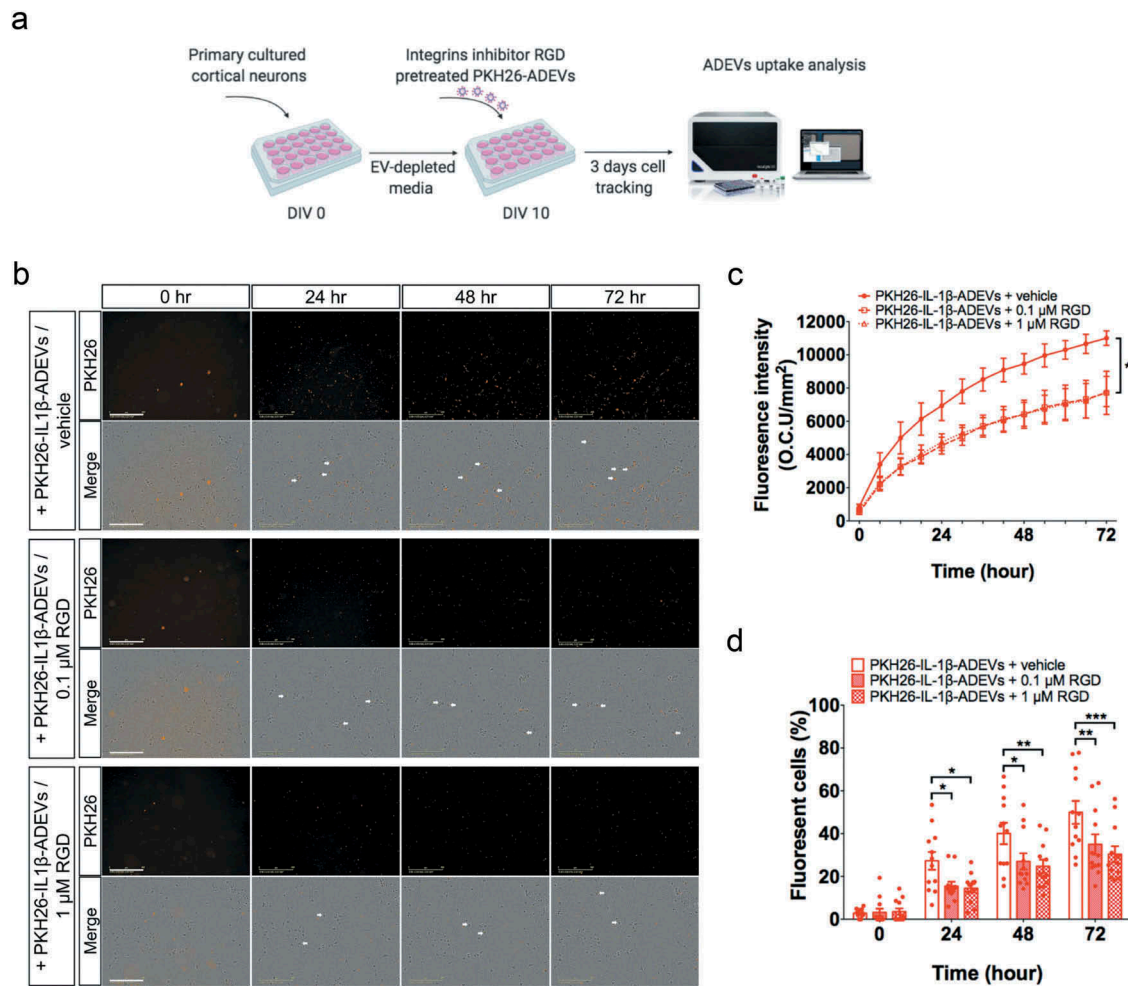 a
Primary cultured
cortical neurons
Integrins inhibitor RGD
pretreated PKH26-ADEVs
ADEVs uptake analysis
EV-depleted
media
3 days cell
tracking
DIV 0
DIV 10
b
0 hr
24 hr
48 hr
72 hr
+ PKH26-IL1β-ADEVs /
vehicle
PKH26
Merge
+ PKH26-IL1β-ADEVs /
0.1 μM RGD
PKH26
Merge
+ PKH26-IL1β-ADEVs /
1 μM RGD
PKH26
Merge
c
PKH26-IL-1β-ADEVs + vehicle
PKH26-IL-1β-ADEVs + 0.1 μM RGD
PKH26-IL-1β-ADEVs + 1 μM RGD
Fluoresence intensity
(O.C.U/mm²)
12000
10000
8000
6000
4000
2000
0
*
0
24
48
72
Time (hour)
d
PKH26-IL-1β-ADEVs + vehicle
PKH26-IL-1β-ADEVs + 0.1 μM RGD
PKH26-IL-1β-ADEVs + 1 μM RGD
Fluoresent cells (%)
100
80
60
40
20
0
*
*
**
*
***
**
0
24
48
72
Time (hour)